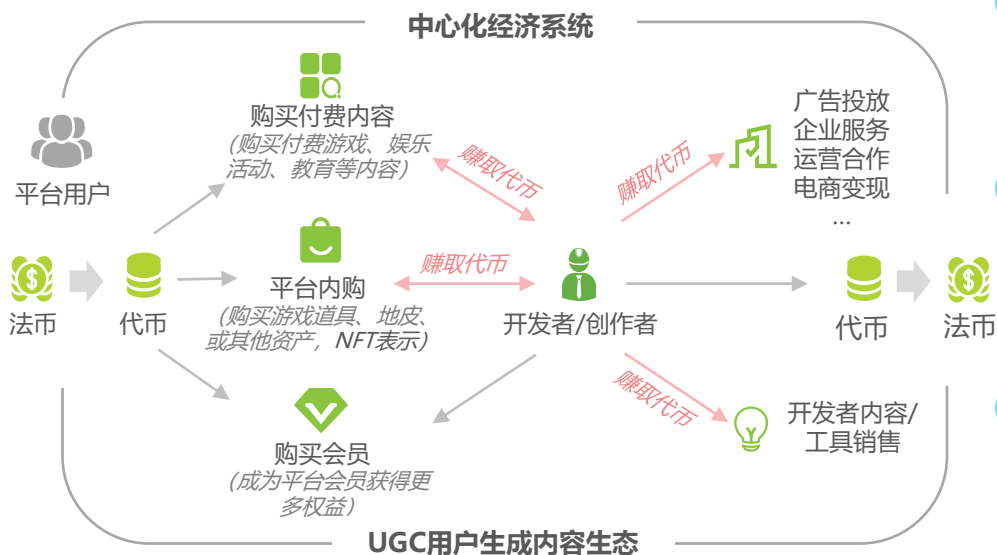 中心化经济系统
平台用户
法币
代币
购买付费内容
(购买付费游戏、娱乐
活动、教育等内容)
赚取代币
平台内购
(购买游戏道具、地皮、
或其他资产，NFT表示)
赚取代币
购买会员
(成为平台会员获得更
多权益)
开发者/创作者
赚取代币
广告投放
企业服务
运营合作
电商变现
...
代币
法币
赚取代币
开发者内容/
工具销售
UGC用户生成内容生态